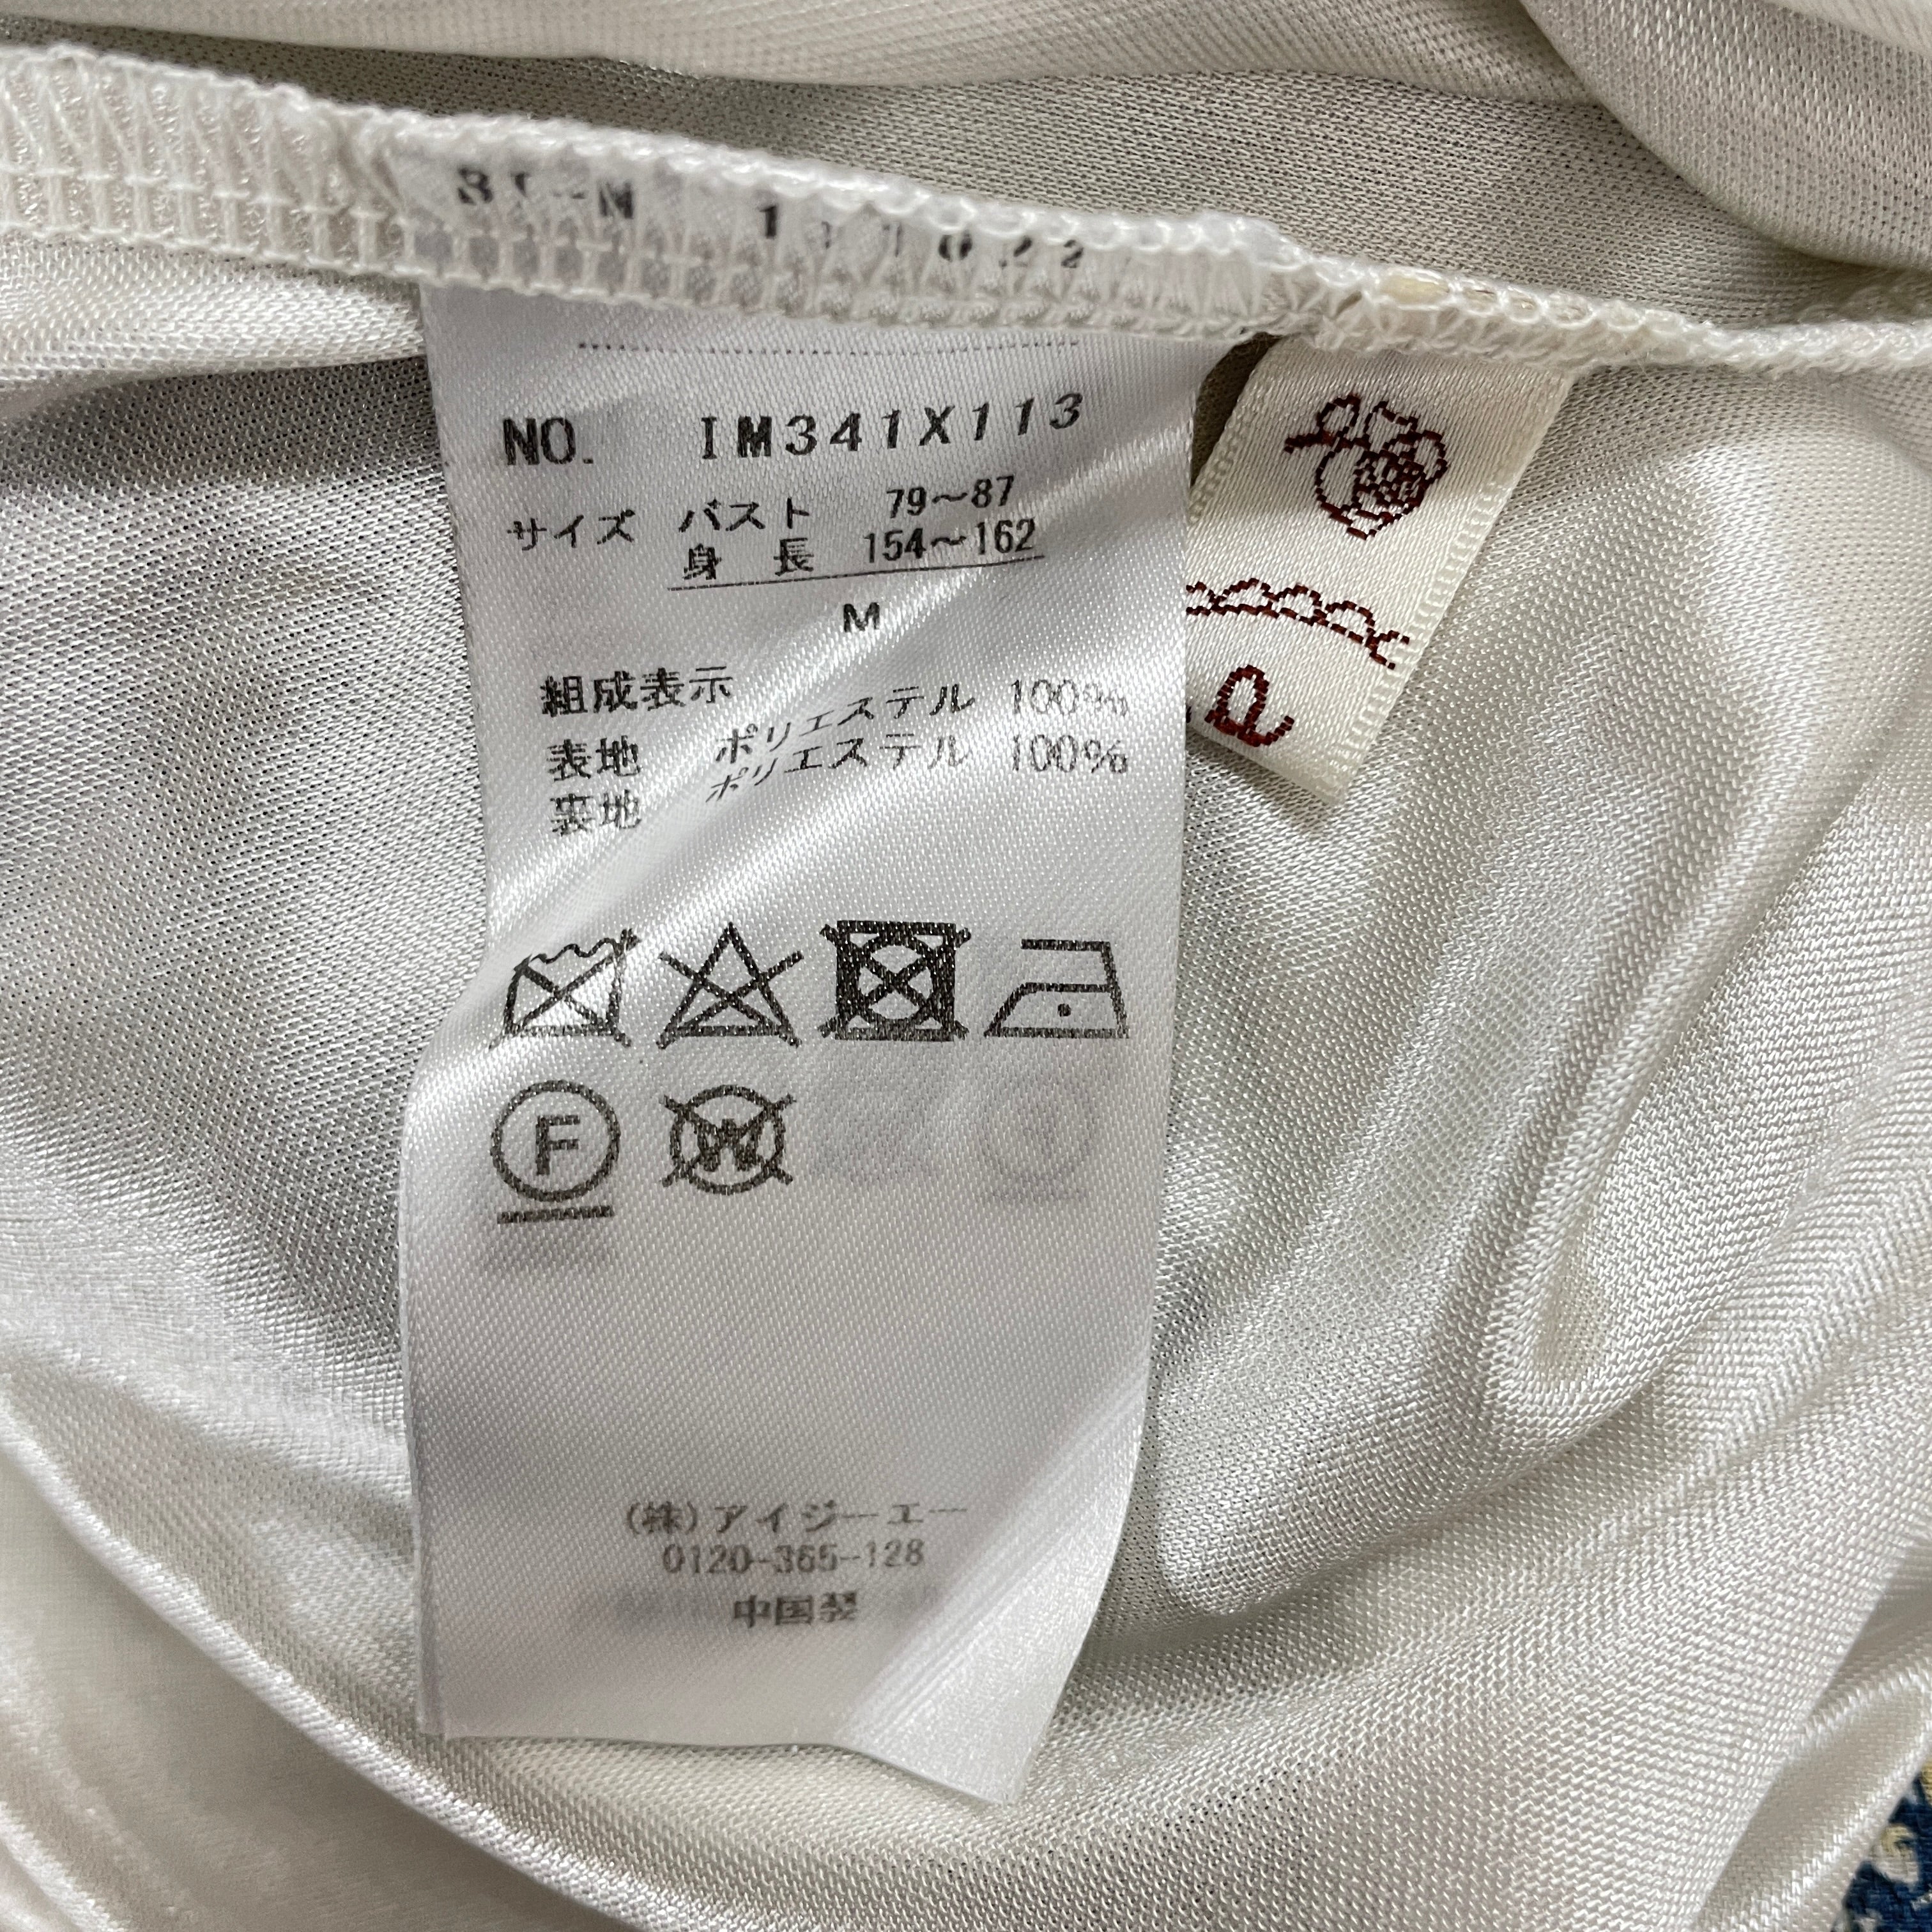 NO. IM341X113
サイズ バスト 79～87
身長 154～162
M
組成表示
表地 ポリエステル 100%
裏地 ポリエステル 100%
F
W
(株)アイジーエー
0120-365-128
中国製